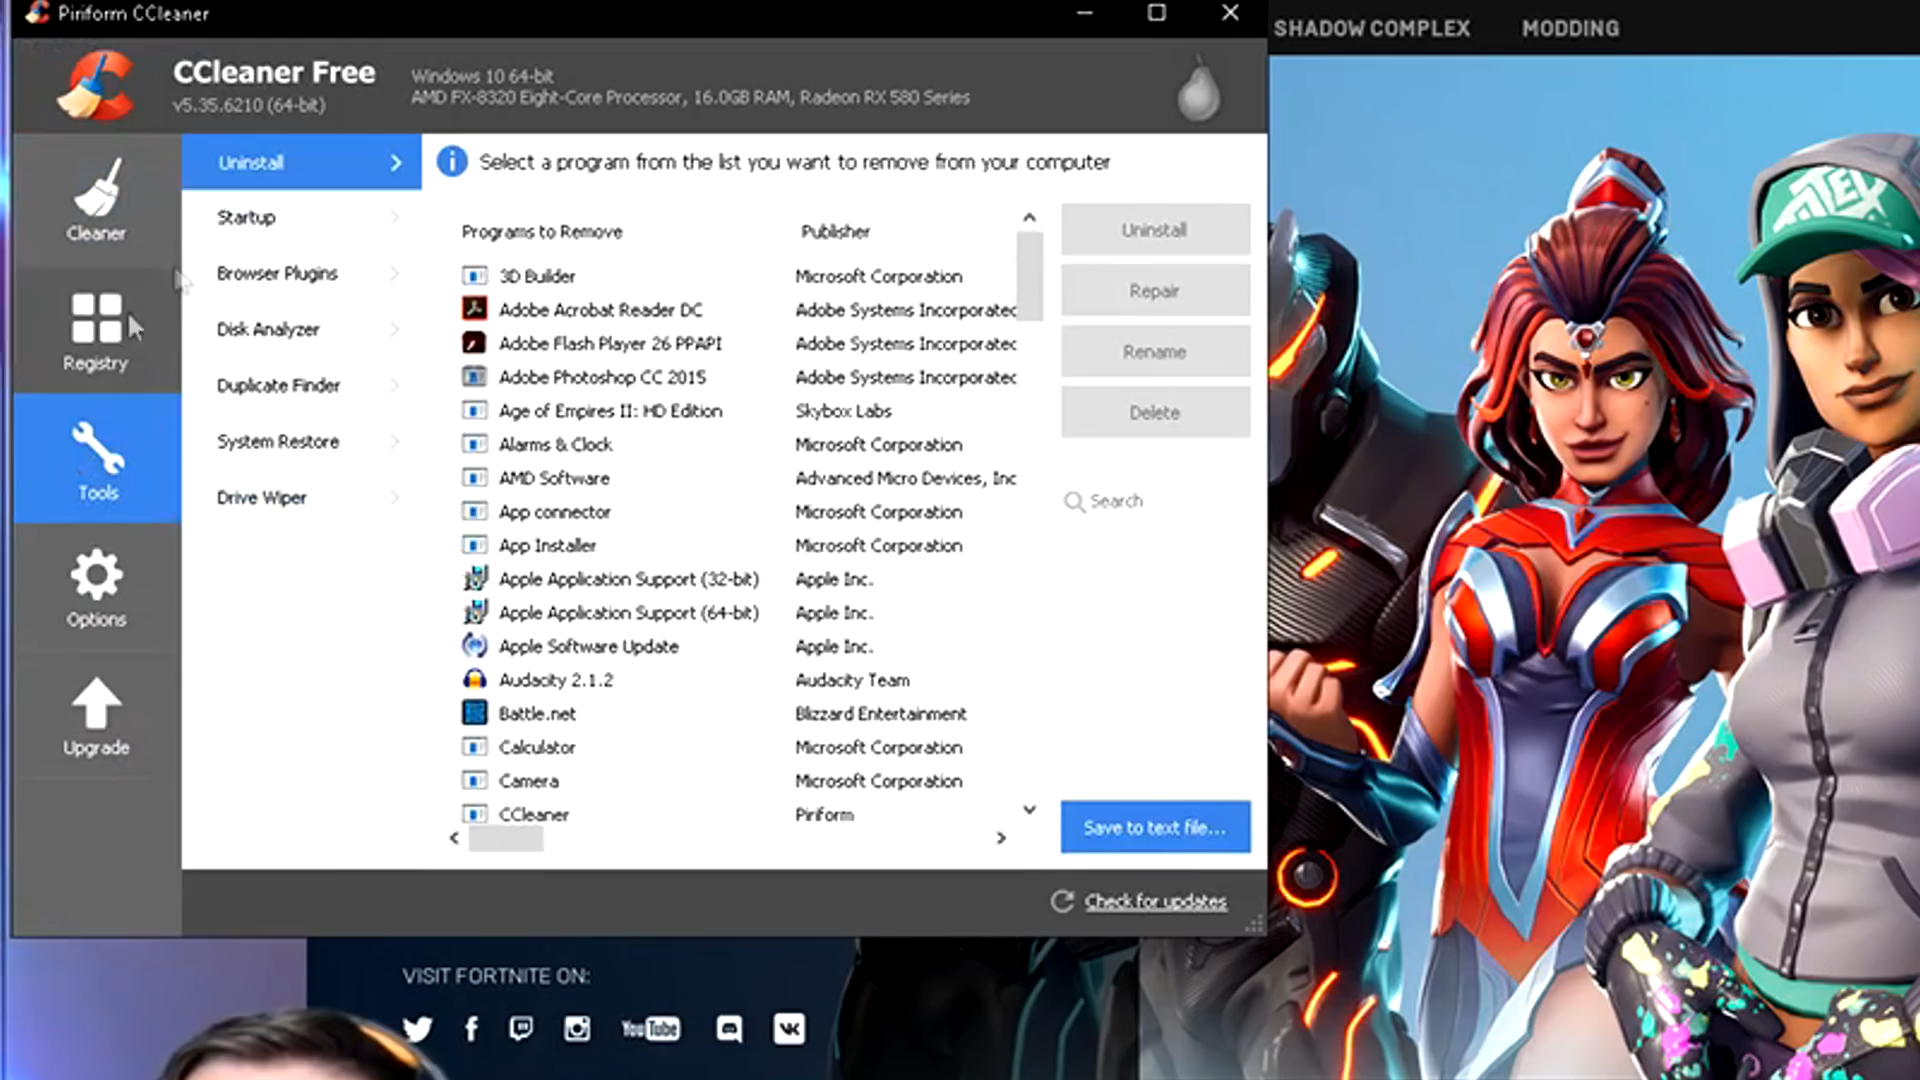 Piriform CCleaner
SHADOW COMPLEX
MODDING
CCleaner Free
v5.35.6210 (64-bit)
Windows 10 64-bit
AMD FX-8320 Eight-Core Processor, 16.0GB RAM, Radeon RX 580 Series
Cleaner
Registry
Tools
Options
Upgrade
Uninstall
Startup
Browser Plugins
Disk Analyzer
Duplicate Finder
System Restore
Drive Wiper
Select a program from the list you want to remove from your computer
Programs to Remove Publisher
3D Builder Microsoft Corporation
Adobe Acrobat Reader DC Adobe Systems Incorporated
Adobe Flash Player 26 PPAPI Adobe Systems Incorporated
Adobe Photoshop CC 2015 Adobe Systems Incorporated
Age of Empires II: HD Edition Skybox Labs
Alarms & Clock Microsoft Corporation
AMD Software Advanced Micro Devices, Inc
App connector Microsoft Corporation
App Installer Microsoft Corporation
Apple Application Support (32-bit) Apple Inc.
Apple Application Support (64-bit) Apple Inc.
Apple Software Update Apple Inc.
Audacity 2.1.2 Audacity Team
Battle.net Blizzard Entertainment
Calculator Microsoft Corporation
Camera Microsoft Corporation
CCleaner Piriform
Uninstall
Repair
Rename
Delete
Search
Save to text file...
Check for updates
VISIT FORTNITE ON:
YouTube